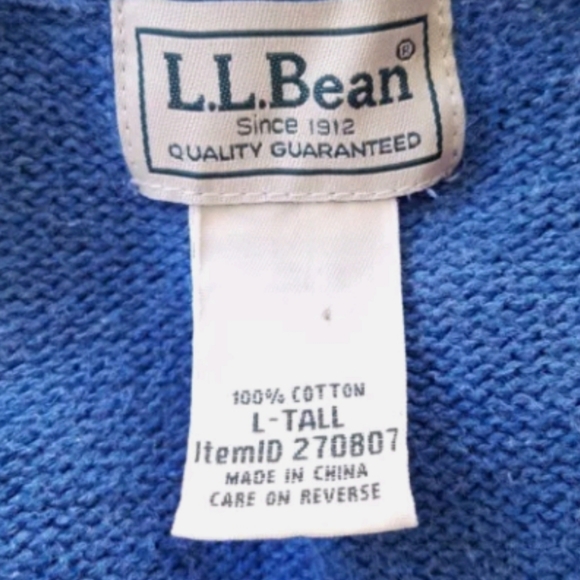 L.L.Bean®
Since 1912
QUALITY GUARANTEED
100% COTTON
L-TALL
ItemID 270807
MADE IN CHINA
CARE ON REVERSE